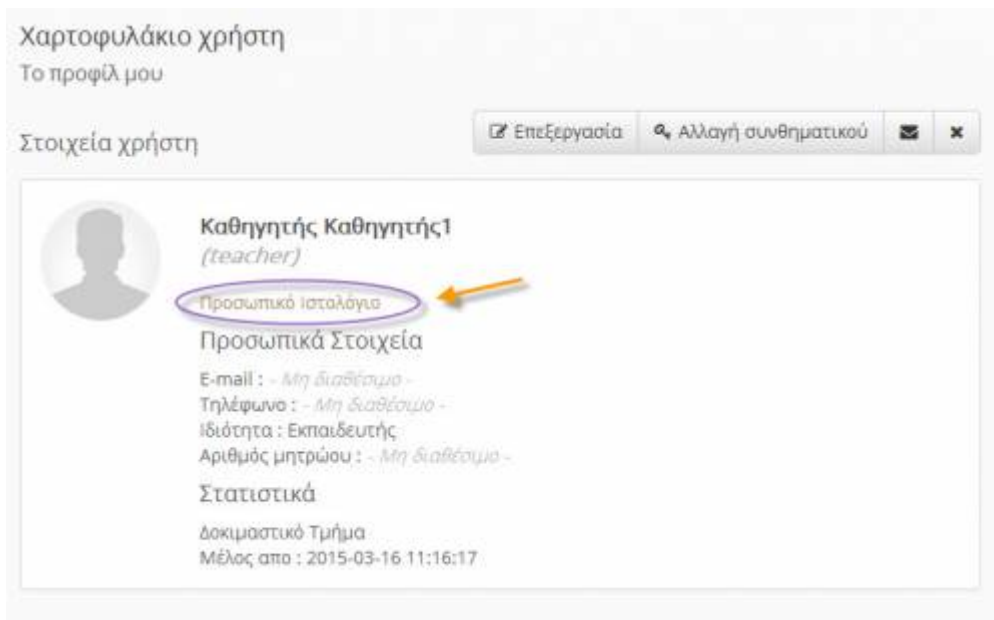 Χαρτοφυλάκιο χρήστη
Το προφίλ μου
Στοιχεία χρήστη
Επεξεργασία Αλλαγή συνθηματικού
Καθηγητής Καθηγητής1
(teacher)
Προσωπικό Ιστολόγιο
Προσωπικά Στοιχεία
E-mail : - Μη διαθέσιμο -
Τηλέφωνο : - Μη διαθέσιμο -
Ιδιότητα : Εκπαιδευτής
Αριθμός μητρώου : - Μη διαθέσιμο -
Στατιστικά
Δοκιμαστικό Τμήμα
Μέλος απο : 2015-03-16 11:16:17